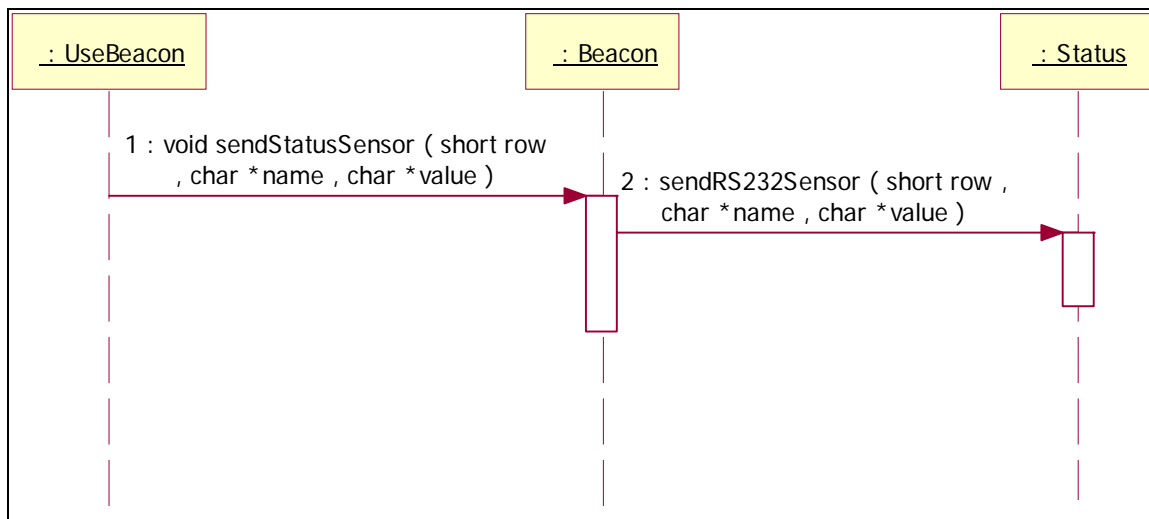 : UseBeacon
: Beacon
: Status
1 : void sendStatusSensor ( short row
, char *name , char *value )
2 : sendRS232Sensor ( short row ,
char *name , char *value )